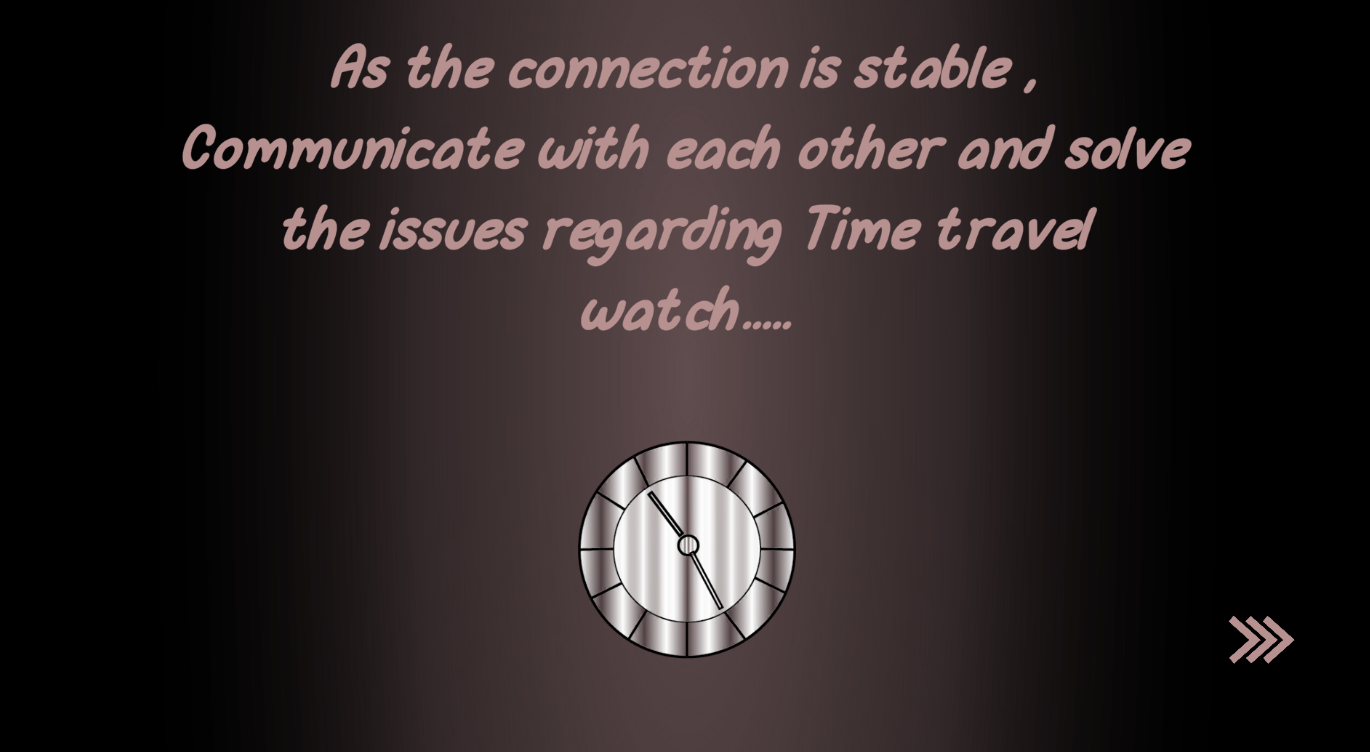 As the connection is stable ,
Communicate with each other and solve
the issues regarding Time travel
watch.....